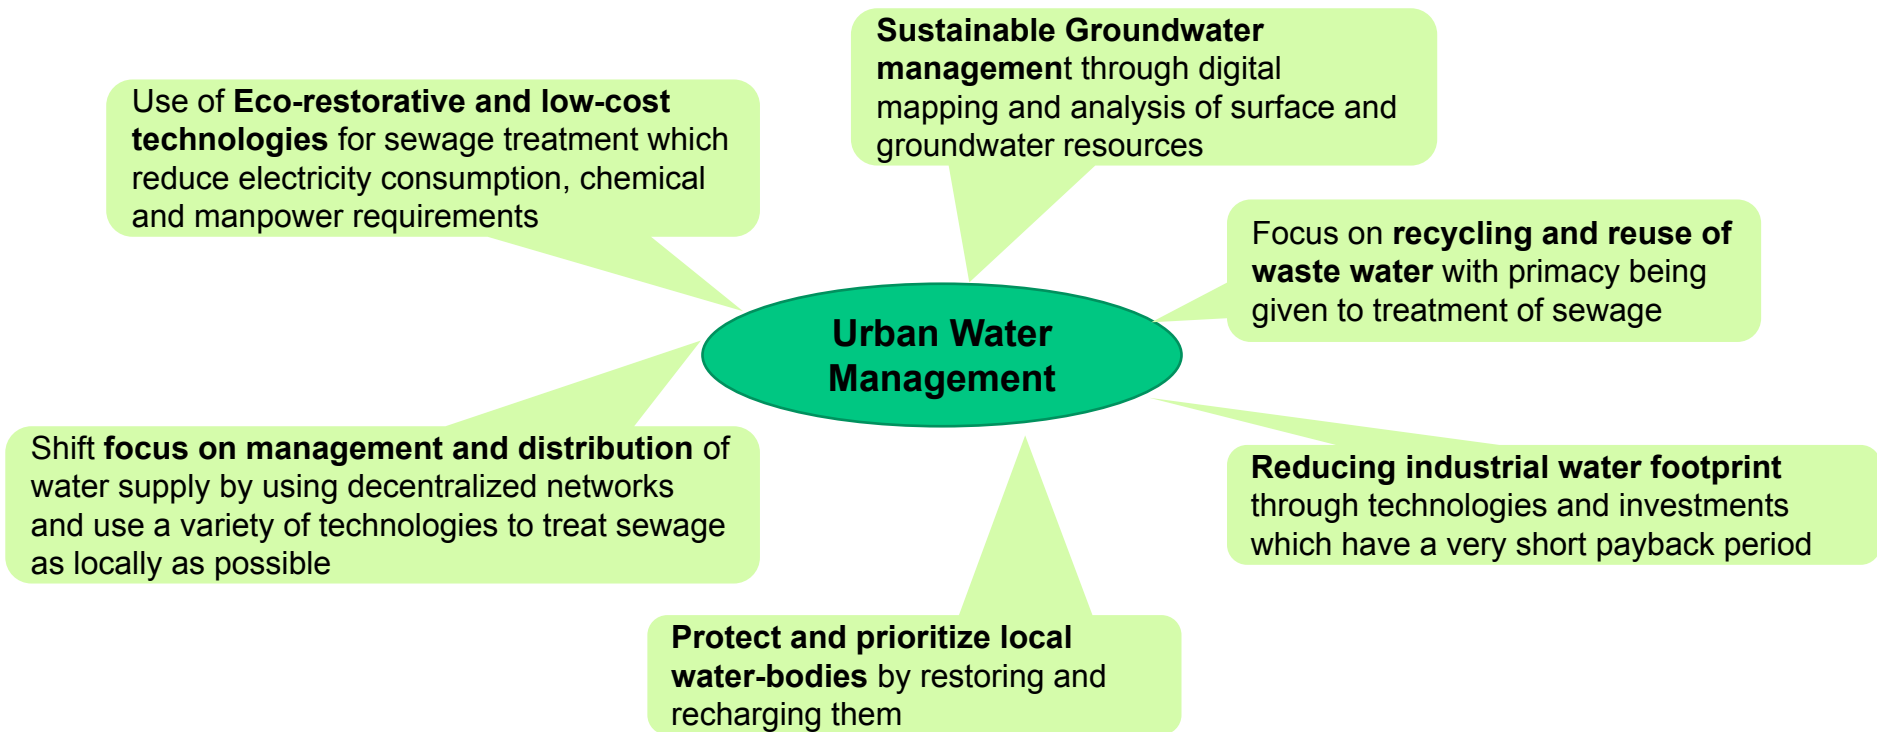 Sustainable Groundwater
management through digital
mapping and analysis of surface and
groundwater resources
Use of Eco-restorative and low-cost
technologies for sewage treatment which
reduce electricity consumption, chemical
and manpower requirements
Focus on recycling and reuse of
waste water with primacy being
given to treatment of sewage
Urban Water
Management
Shift focus on management and distribution of
water supply by using decentralized networks
and use a variety of technologies to treat sewage
as locally as possible
Reducing industrial water footprint
through technologies and investments
which have a very short payback period
Protect and prioritize local
water-bodies by restoring and
recharging them